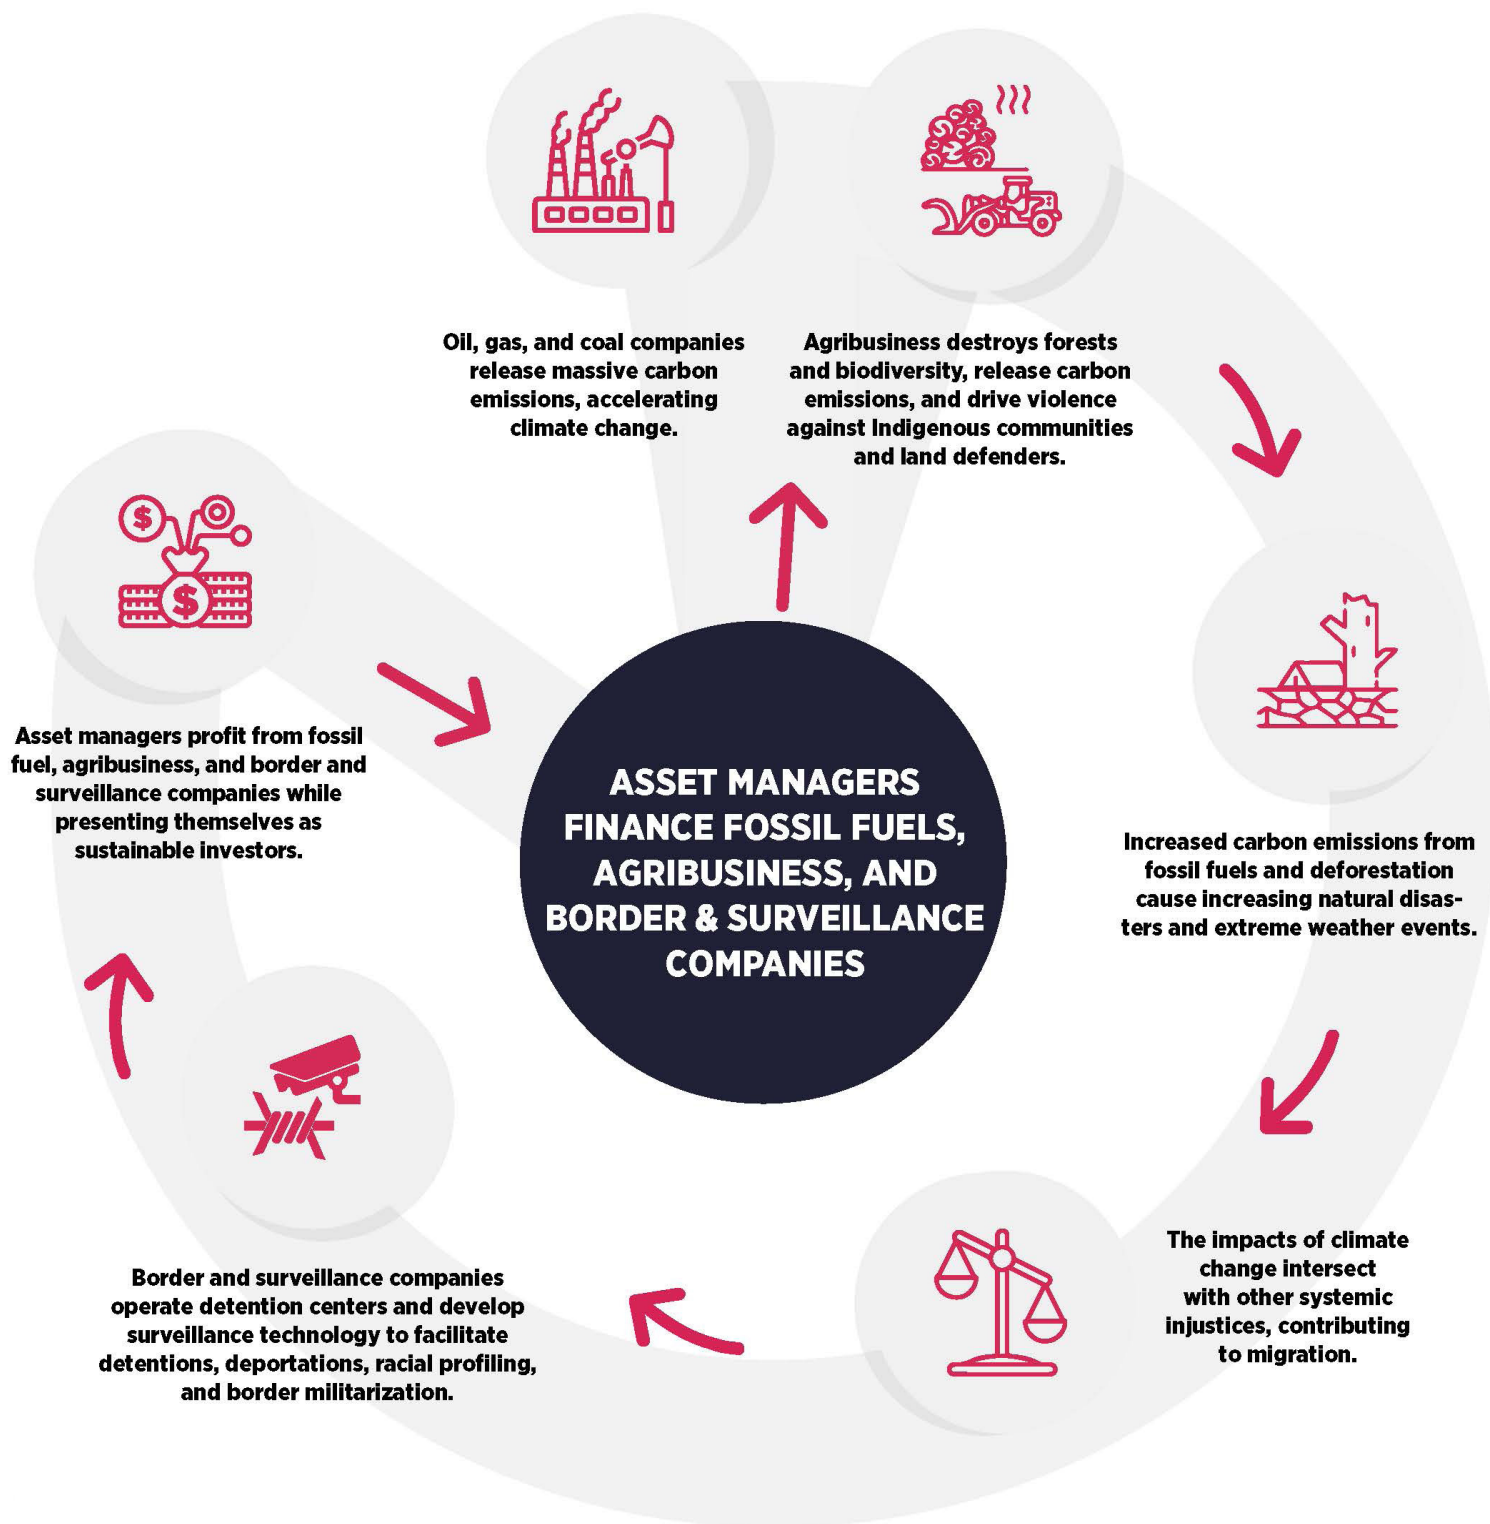 Oil, gas, and coal companies
release massive carbon
emissions, accelerating
climate change.
Agribusiness destroys forests
and biodiversity, release carbon
emissions, and drive violence
against Indigenous communities
and land defenders.
Asset managers profit from fossil
fuel, agribusiness, and border and
surveillance companies while
presenting themselves as
sustainable investors.
ASSET MANAGERS
FINANCE FOSSIL FUELS,
AGRIBUSINESS, AND
BORDER & SURVEILLANCE
COMPANIES
Increased carbon emissions from
fossil fuels and deforestation
cause increasing natural disas-
ters and extreme weather events.
The impacts of climate
change intersect
with other systemic
injustices, contributing
to migration.
Border and surveillance companies
operate detention centers and develop
surveillance technology to facilitate
detentions, deportations, racial profiling,
and border militarization.